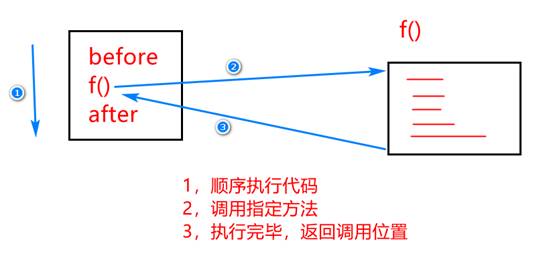 f()
before
f()
after
1
2
3
1，顺序执行代码
2，调用指定方法
3，执行完毕，返回调用位置